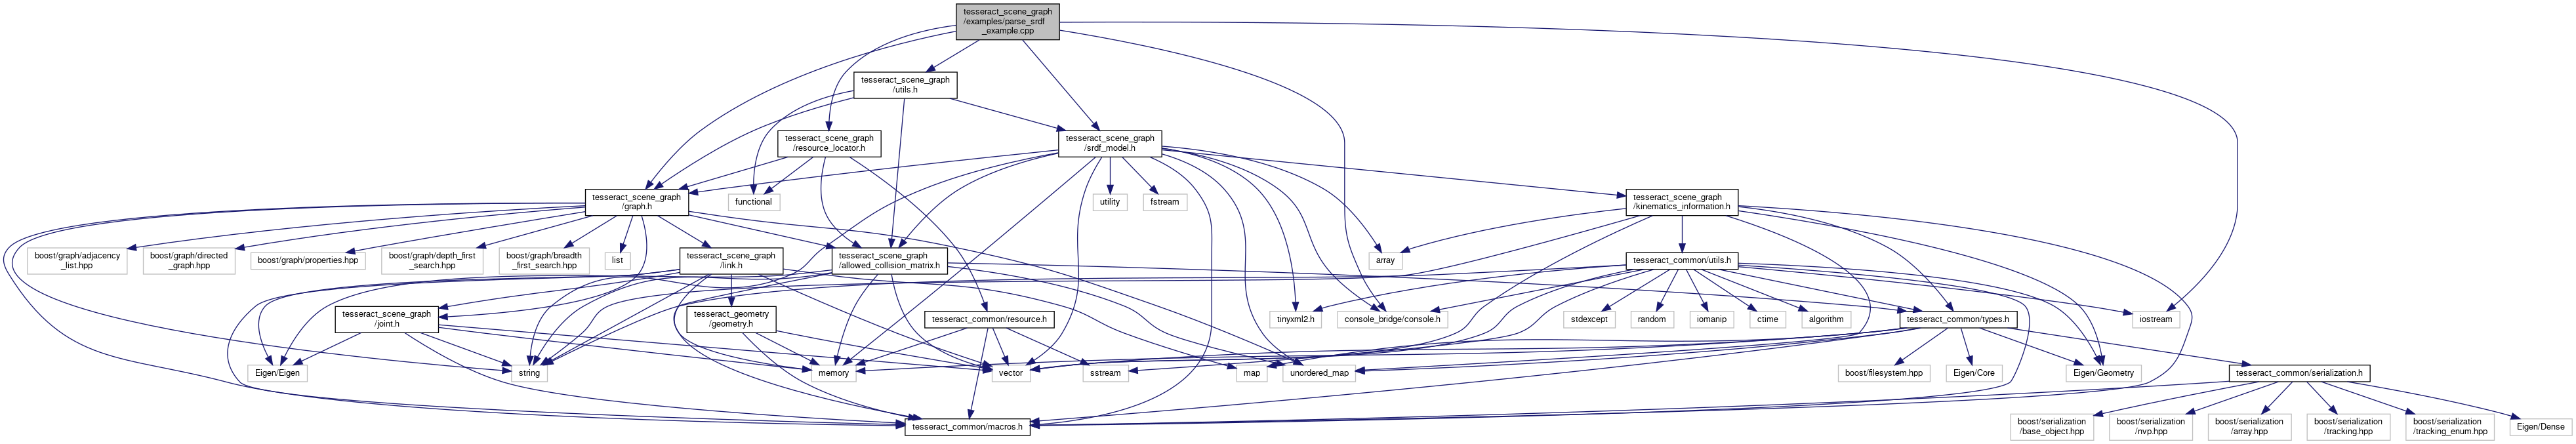 tesseract_scene_graph
/examples/parse_srdf
_example.cpp
tesseract_scene_graph
/utils.h
tesseract_scene_graph
/resource_locator.h
tesseract_scene_graph
/srdf_model.h
tesseract_scene_graph
/graph.h
functional
utility
fstream
tesseract_scene_graph
/kinematics_information.h
boost/graph/adjacency
_list.hpp
boost/graph/directed
_graph.hpp
boost/graph/properties.hpp
boost/graph/depth_first
_search.hpp
boost/graph/breadth
_first_search.hpp
list
tesseract_scene_graph
/link.h
tesseract_scene_graph
/allowed_collision_matrix.h
array
tesseract_common/utils.h
tesseract_scene_graph
/joint.h
tesseract_geometry
/geometry.h
tesseract_common/resource.h
tinyxml2.h
console_bridge/console.h
stdexcept
random
iomanip
ctime
algorithm
tesseract_common/types.h
iostream
Eigen/Eigen
string
memory
vector
sstream
map
unordered_map
boost/filesystem.hpp
Eigen/Core
Eigen/Geometry
tesseract_common/serialization.h
tesseract_common/macros.h
boost/serialization
/base_object.hpp
boost/serialization
/nvp.hpp
boost/serialization
/array.hpp
boost/serialization
/tracking.hpp
boost/serialization
/tracking_enum.hpp
Eigen/Dense